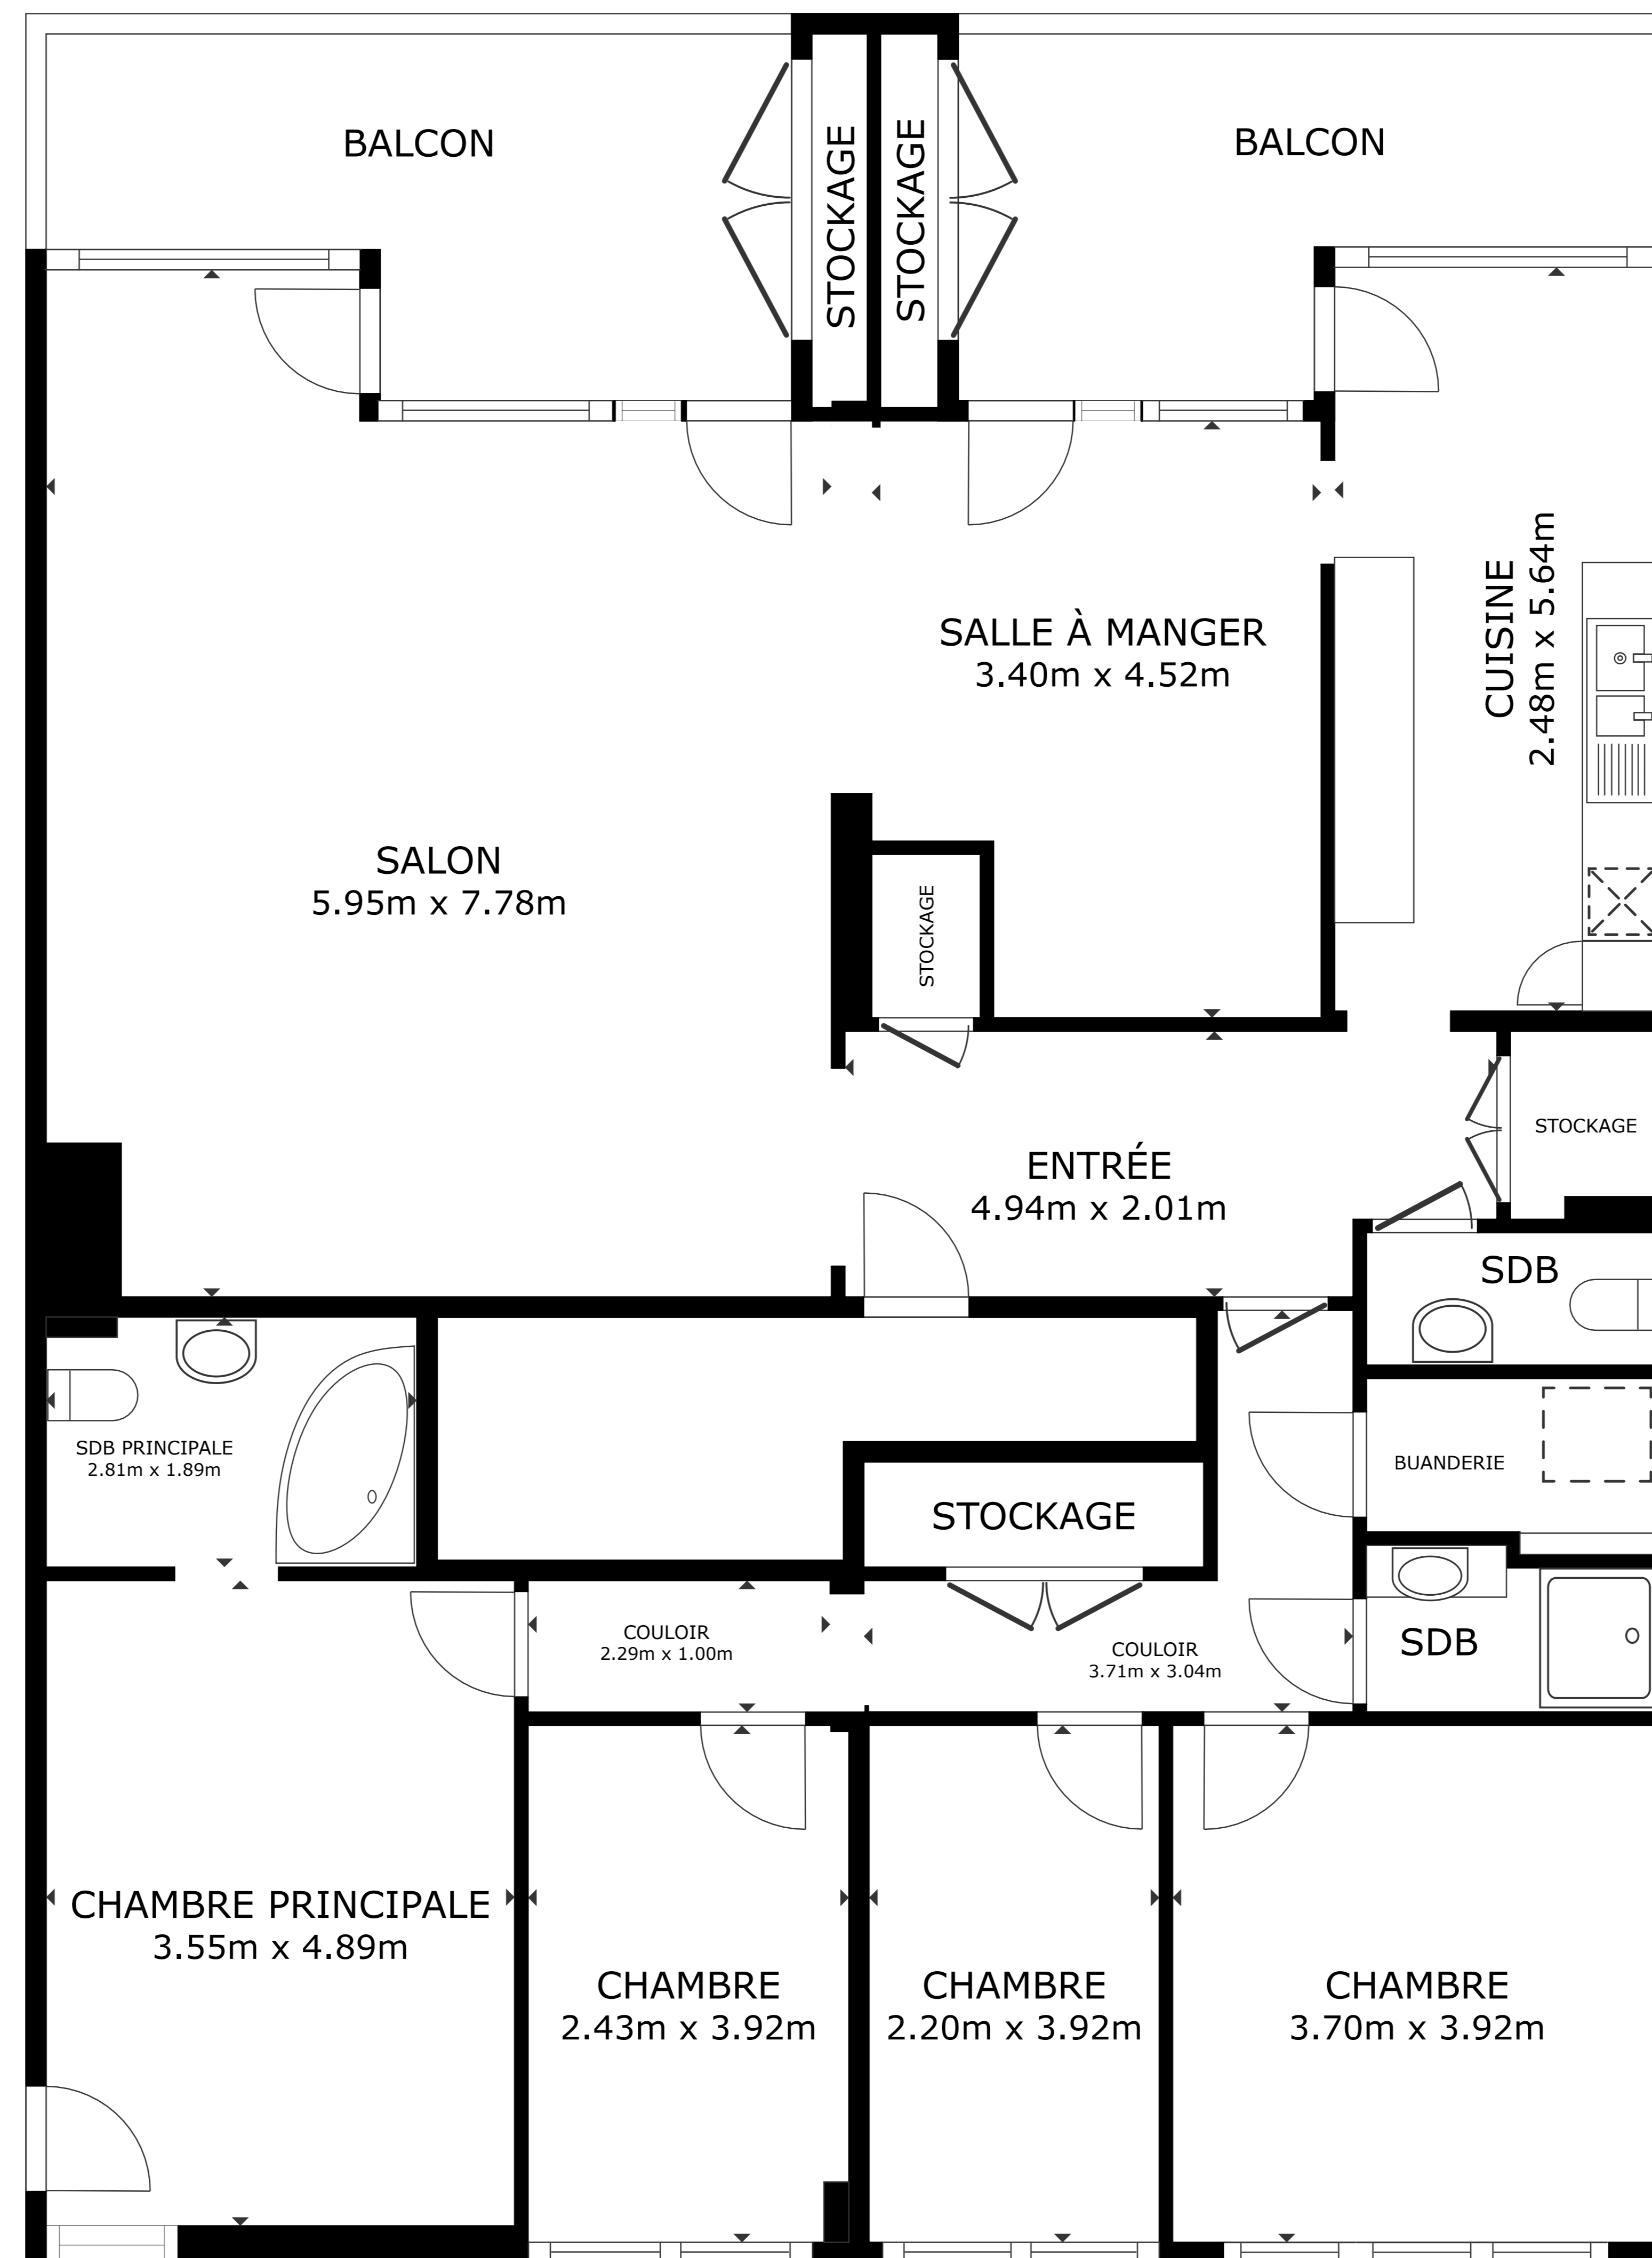 BALCON
BALCON
STOCKAGE
STOCKAGE
CUISINE
2.48m x 5.64m
SALLE À MANGER
3.40m x 4.52m
SALON
5.95m x 7.78m
STOCKAGE
STOCKAGE
ENTRÉE
4.94m x 2.01m
SDB
SDB PRINCIPALE
2.81m x 1.89m
BUANDERIE
STOCKAGE
COULOIR
2.29m x 1.00m
COULOIR
3.71m x 3.04m
SDB
CHAMBRE PRINCIPALE
3.55m x 4.89m
CHAMBRE
2.43m x 3.92m
CHAMBRE
2.20m x 3.92m
CHAMBRE
3.70m x 3.92m